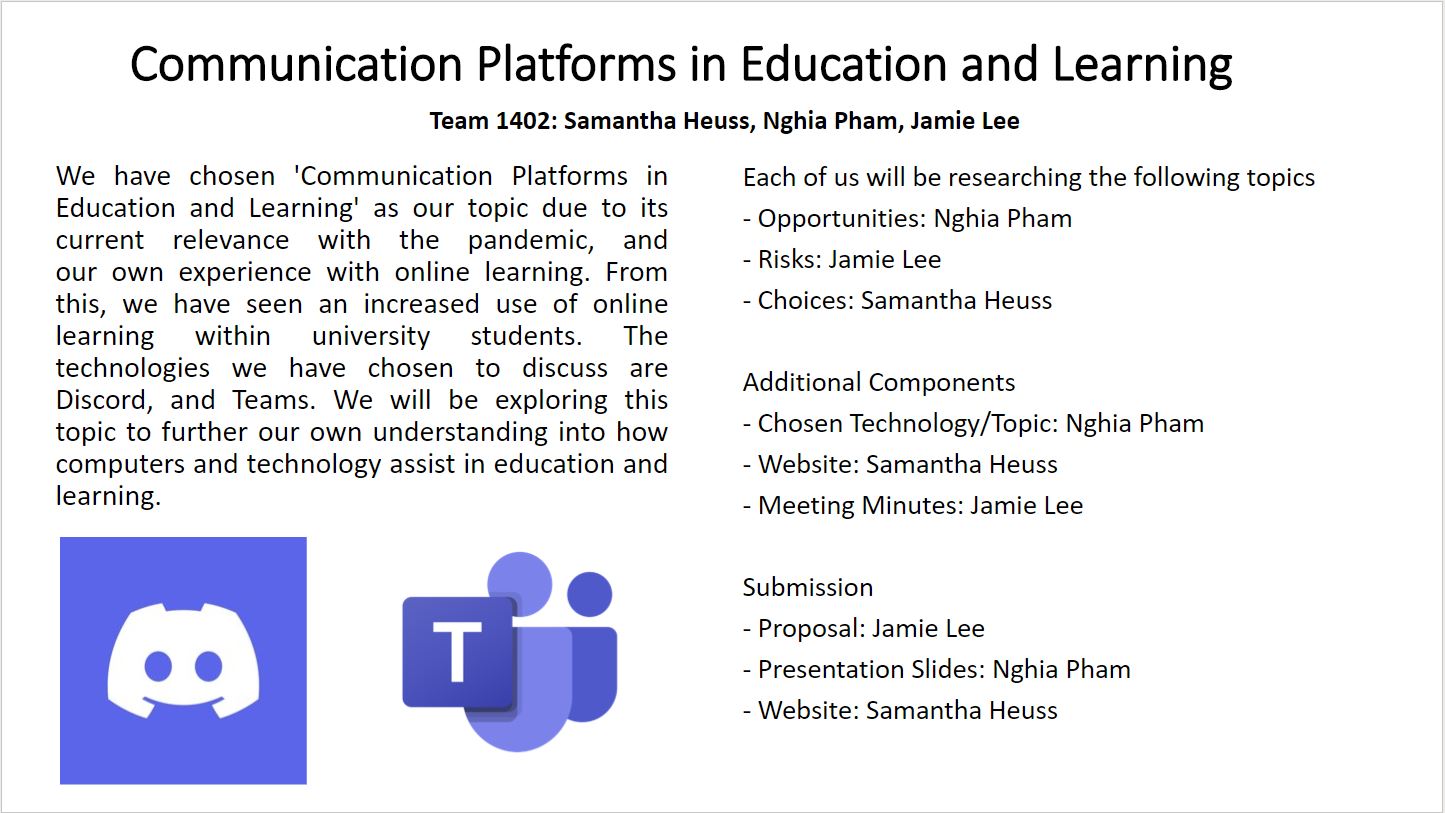 Communication Platforms in Education and Learning
Team 1402: Samantha Heuss, Nghia Pham, Jamie Lee
We have chosen 'Communication Platforms in
Education and Learning' as our topic due to its
current relevance with the pandemic, and
our own experience with online learning. From
this, we have seen an increased use of online
learning within university students. The
technologies we have chosen to discuss are
Discord, and Teams. We will be exploring this
topic to further our own understanding into how
computers and technology assist in education and
learning.
T
Each of us will be researching the following topics
- Opportunities: Nghia Pham
- Risks: Jamie Lee
- Choices: Samantha Heuss
Additional Components
- Chosen Technology/Topic: Nghia Pham
- Website: Samantha Heuss
- Meeting Minutes: Jamie Lee
Submission
- Proposal: Jamie Lee
- Presentation Slides: Nghia Pham
- Website: Samantha Heuss